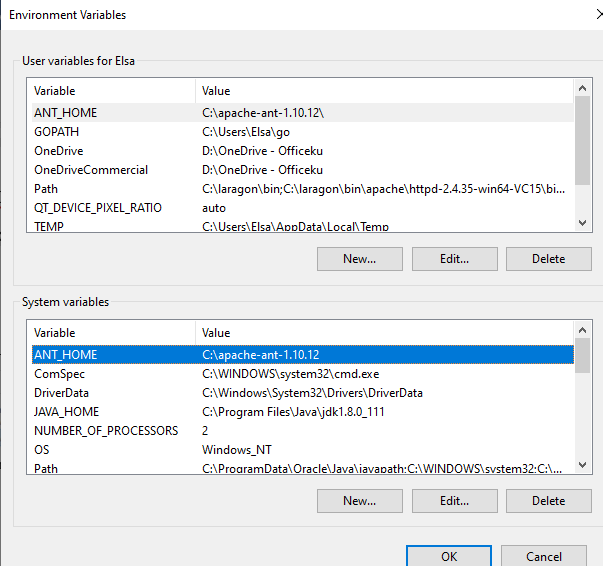 Environment Variables
User variables for Elsa
Variable Value
ANT_HOME C:\apache-ant-1.10.12\
GOPATH C:\Users\Elsa\go
OneDrive D:\OneDrive - Officeku
OneDriveCommercial D:\OneDrive - Officeku
Path C:\laragon\bin;C:\laragon\bin\apache\httpd-2.4.35-win64-VC15\bi...
QT_DEVICE_PIXEL_RATIO auto
TEMP C:\Users\Elsa\AppData\Local\Temp
New... Edit... Delete
System variables
Variable Value
ANT_HOME C:\apache-ant-1.10.12
ComSpec C:\WINDOWS\system32\cmd.exe
DriverData C:\Windows\System32\Drivers\DriverData
JAVA_HOME C:\Program Files\Java\jdk1.8.0_111
NUMBER_OF_PROCESSORS 2
OS Windows_NT
Path C:\ProgramData\Oracle\Java\javapath;C:\WINDOWS\system32;C:\...
New... Edit... Delete
OK Cancel